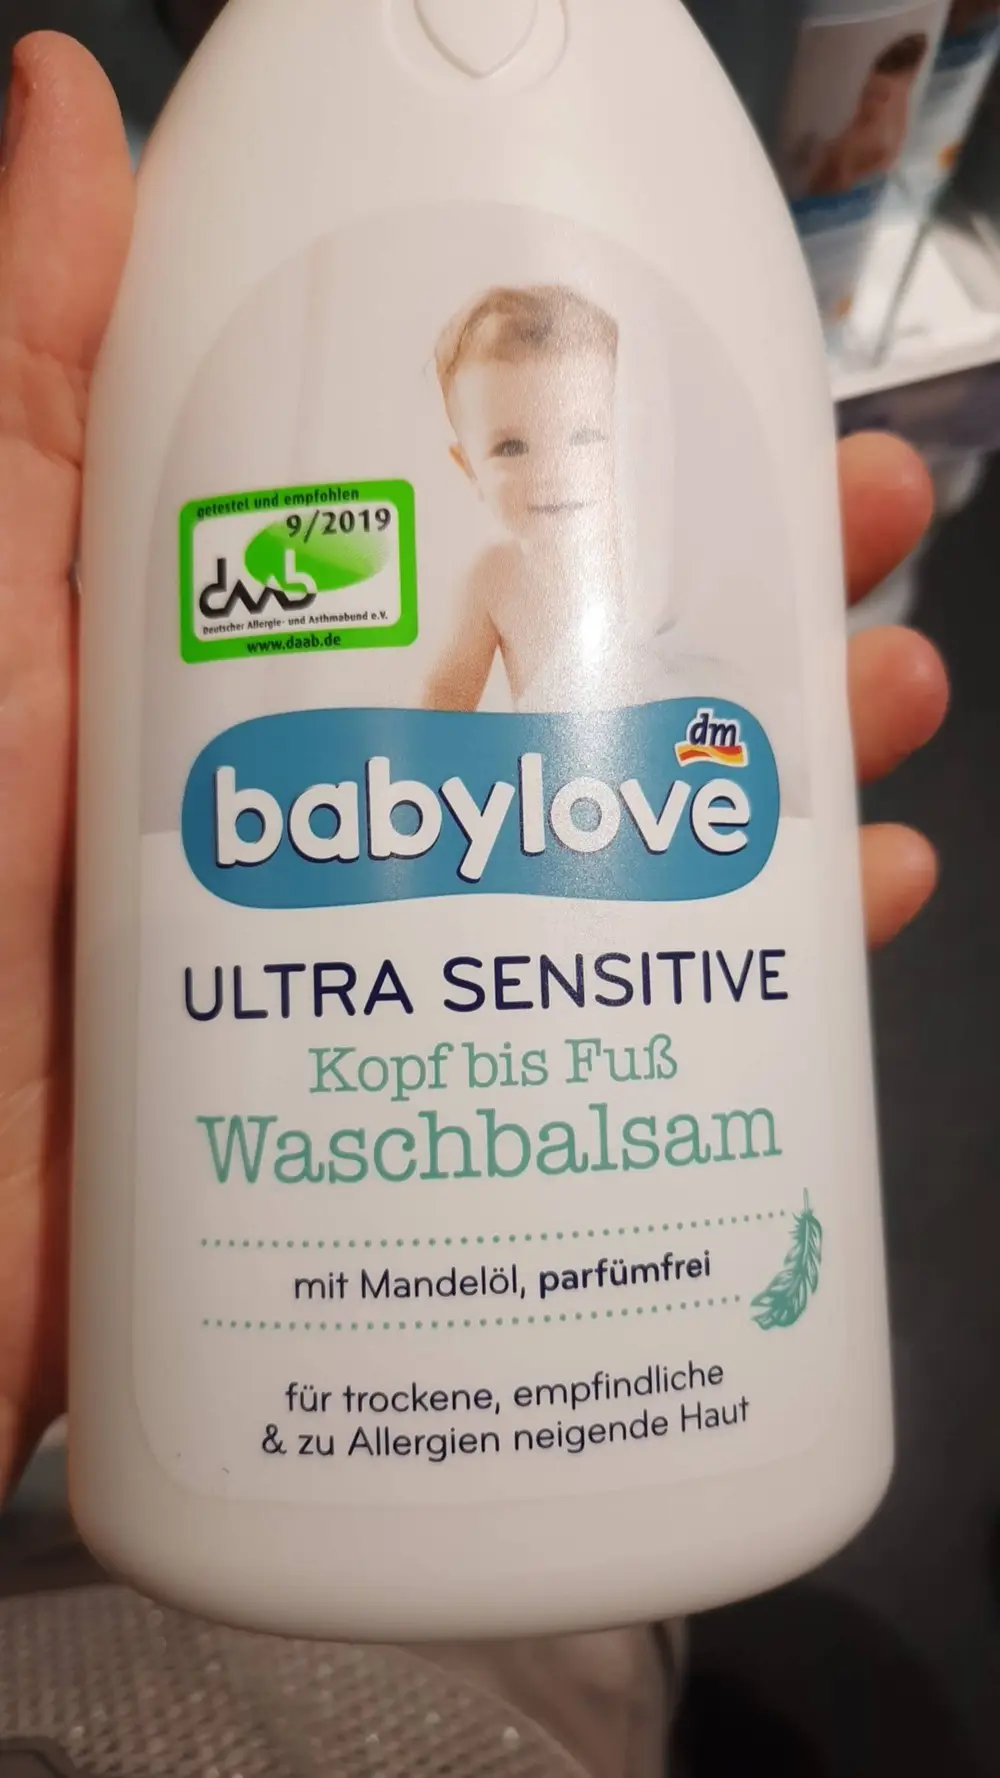 getestet und empfohlen
9/2019
daab
Deutscher Allergie- und Asthmabund e.V.
www.daab.de
dm
babylove
ULTRA SENSITIVE
Kopf bis Fuß
Waschbalsam
mit Mandelöl, parfümfrei
für trockene, empfindliche
& zu Allergien neigende Haut